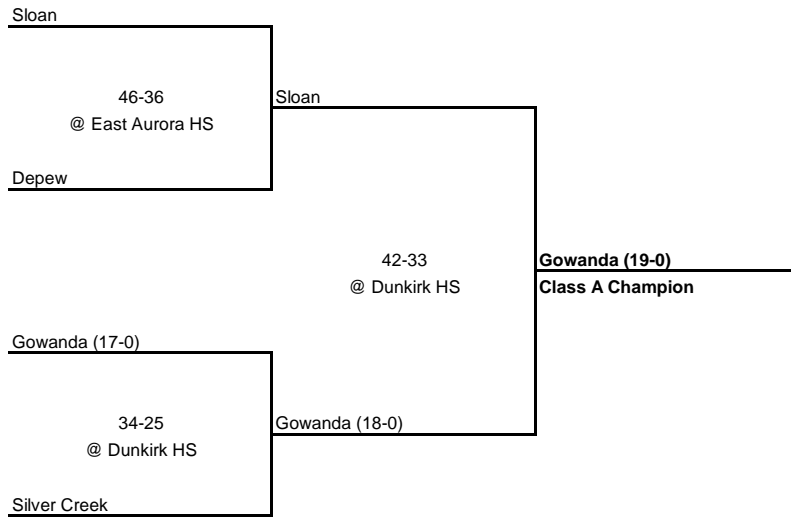 Sloan
46-36
@ East Aurora HS
Sloan
Depew
42-33
@ Dunkirk HS
Gowanda (19-0)
Class A Champion
Gowanda (17-0)
34-25
@ Dunkirk HS
Gowanda (18-0)
Silver Creek